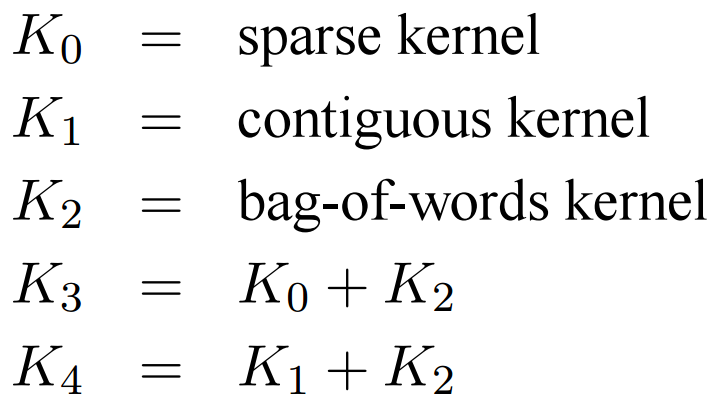 K₀ = sparse kernel
K₁ = contiguous kernel
K₂ = bag-of-words kernel
K₃ = K₀ + K₂
K₄ = K₁ + K₂